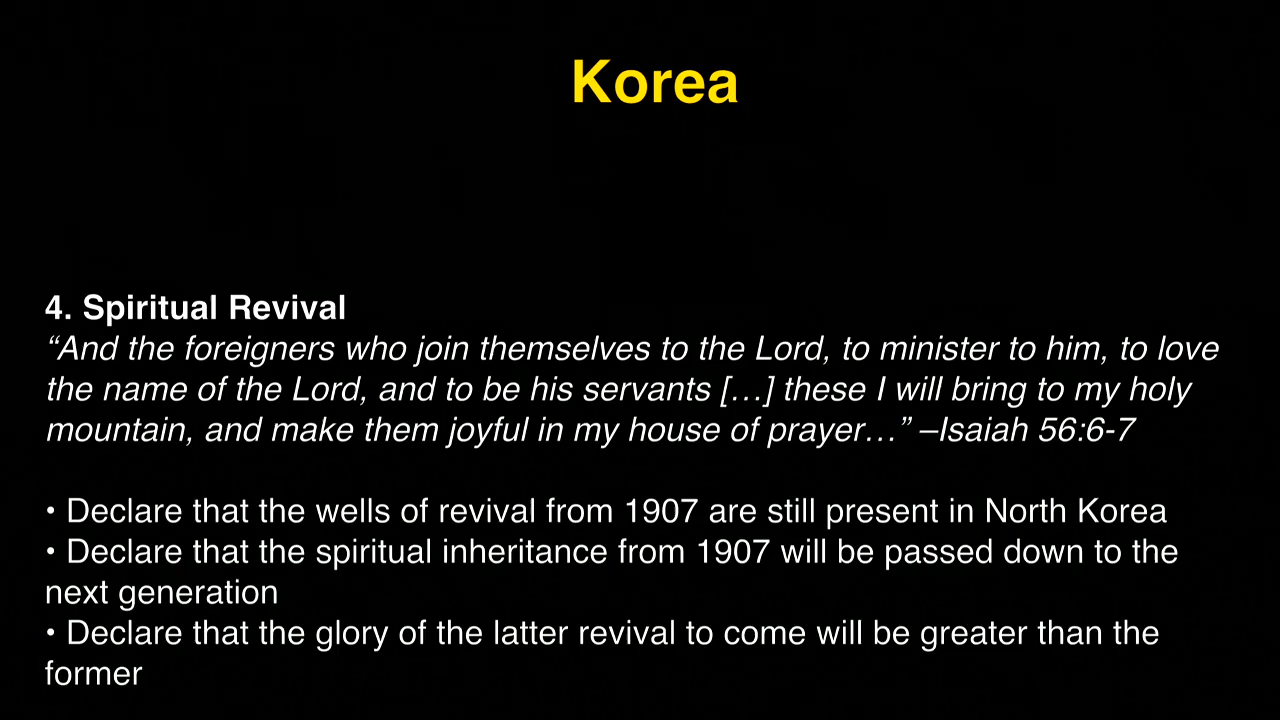 Korea
4. Spiritual Revival
“And the foreigners who join themselves to the Lord, to minister to him, to love
the name of the Lord, and to be his servants […] these I will bring to my holy
mountain, and make them joyful in my house of prayer…” –Isaiah 56:6-7
• Declare that the wells of revival from 1907 are still present in North Korea
• Declare that the spiritual inheritance from 1907 will be passed down to the
next generation
• Declare that the glory of the latter revival to come will be greater than the
former